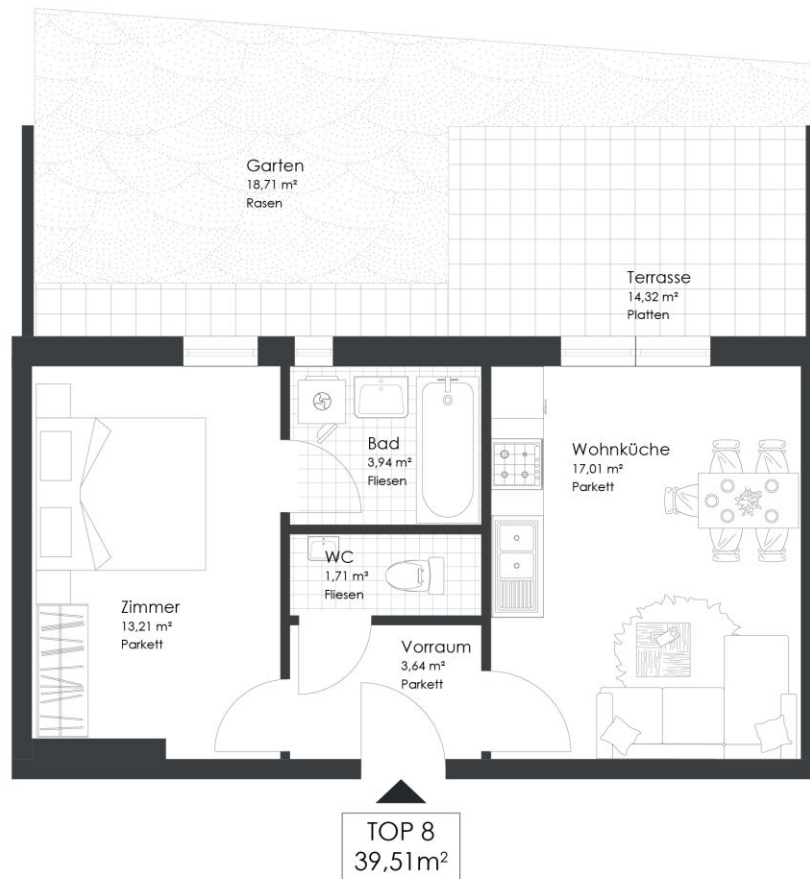 Garten
18,71 m²
Rasen
Terrasse
14,32 m²
Platten
Bad
3,94 m²
Fliesen
Wohnküche
17,01 m²
Parkett
WC
1,71 m²
Fliesen
Zimmer
13,21 m²
Parkett
Vorraum
3,64 m²
Parkett
TOP 8
39,51m²